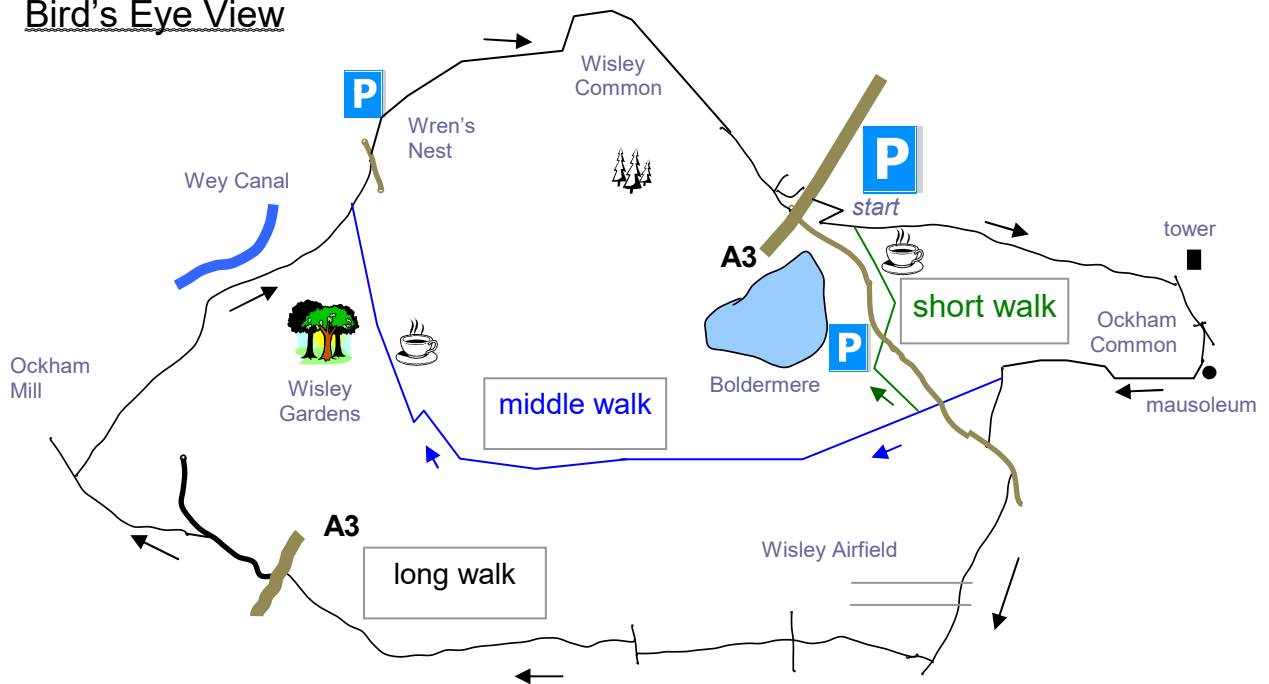 Bird's Eye View
P
Wisley
Common
Wren's
Nest
P
Wey Canal
start
tower
A3
short walk
Ockham
Common
P
Ockham
Mill
Wisley
Gardens
Boldermere
middle walk
mausoleum
A3
Wisley Airfield
long walk